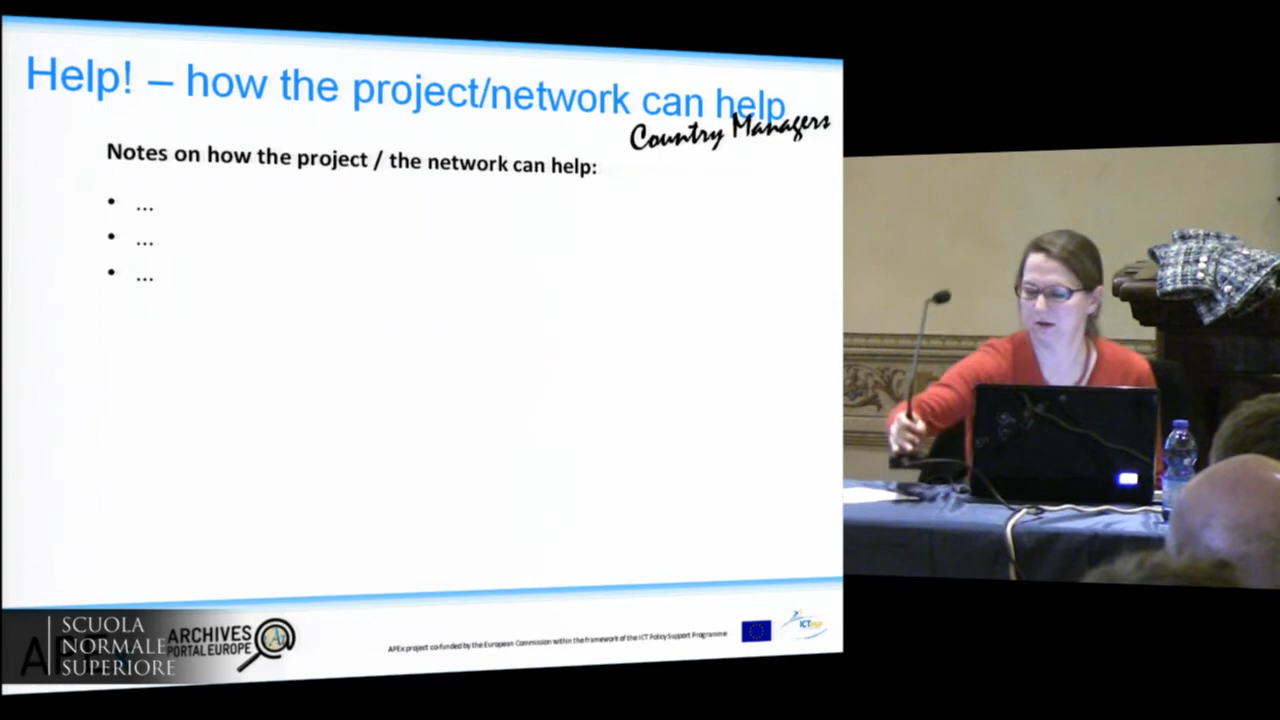 Help! – how the project/network can help
Country Managers
Notes on how the project / the network can help:
• ...
• ...
• ...
SCUOLA
NORMALE
SUPERIORE
ARCHIVES
PORTAL EUROPE
APEx project co-funded by the European Commission within the framework of the ICT Policy Support Programme
ICT PSP